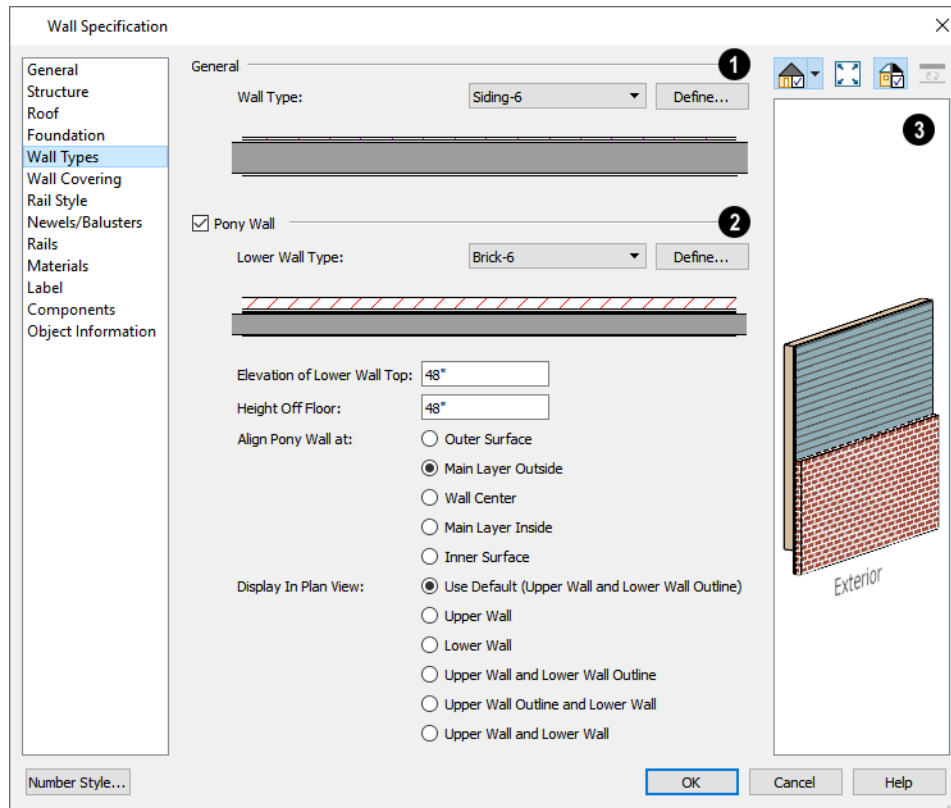 Wall Specification
General
Structure
Roof
Foundation
Wall Types
Wall Covering
Rail Style
Newels/Balusters
Rails
Materials
Label
Components
Object Information
General
1
Wall Type:
Siding-6
Define...
Pony Wall
2
Lower Wall Type:
Brick-6
Define...
Elevation of Lower Wall Top:
48"
Height Off Floor:
48"
Align Pony Wall at:
Outer Surface
Main Layer Outside
Wall Center
Main Layer Inside
Inner Surface
Display In Plan View:
Use Default (Upper Wall and Lower Wall Outline)
Upper Wall
Lower Wall
Upper Wall and Lower Wall Outline
Upper Wall Outline and Lower Wall
Upper Wall and Lower Wall
3
Exterior
Number Style...
OK
Cancel
Help